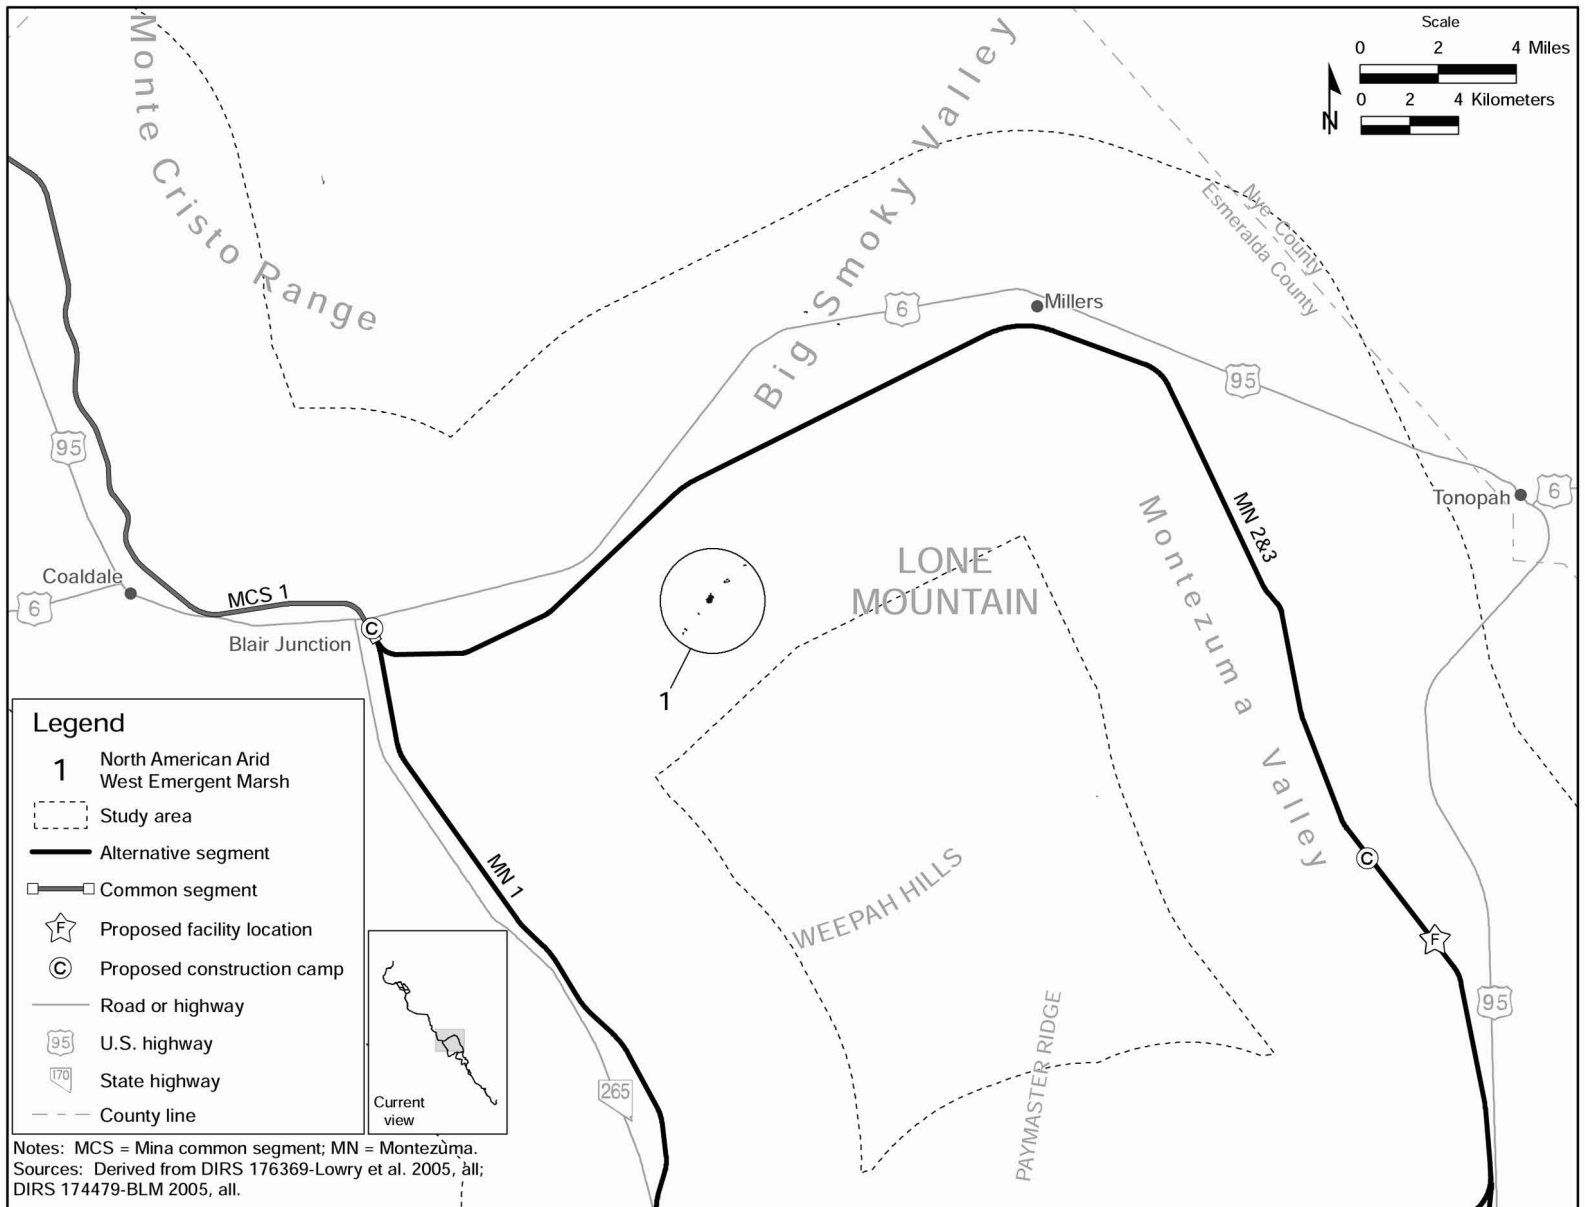 Scale
0 2 4 Miles
0 2 4 Kilometers
N
Monte Cristo Range
Big Smoky Valley
Nye County
Esmeralda County
Millers
6
95
95
Tonopah
6
LONE
MOUNTAIN
MN 2&3
Montezuma Valley
Coaldale
6
MCS 1
C
Blair Junction
1
MN 1
WEEPAH HILLS
C
F
95
PAYMASTER RIDGE
265
Legend
1 North American Arid
West Emergent Marsh
Study area
Alternative segment
Common segment
F Proposed facility location
C Proposed construction camp
Road or highway
95 U.S. highway
170 State highway
County line
Current
view
Notes: MCS = Mina common segment; MN = Montezuma.
Sources: Derived from DIRS 176369-Lowry et al. 2005, all;
DIRS 174479-BLM 2005, all.